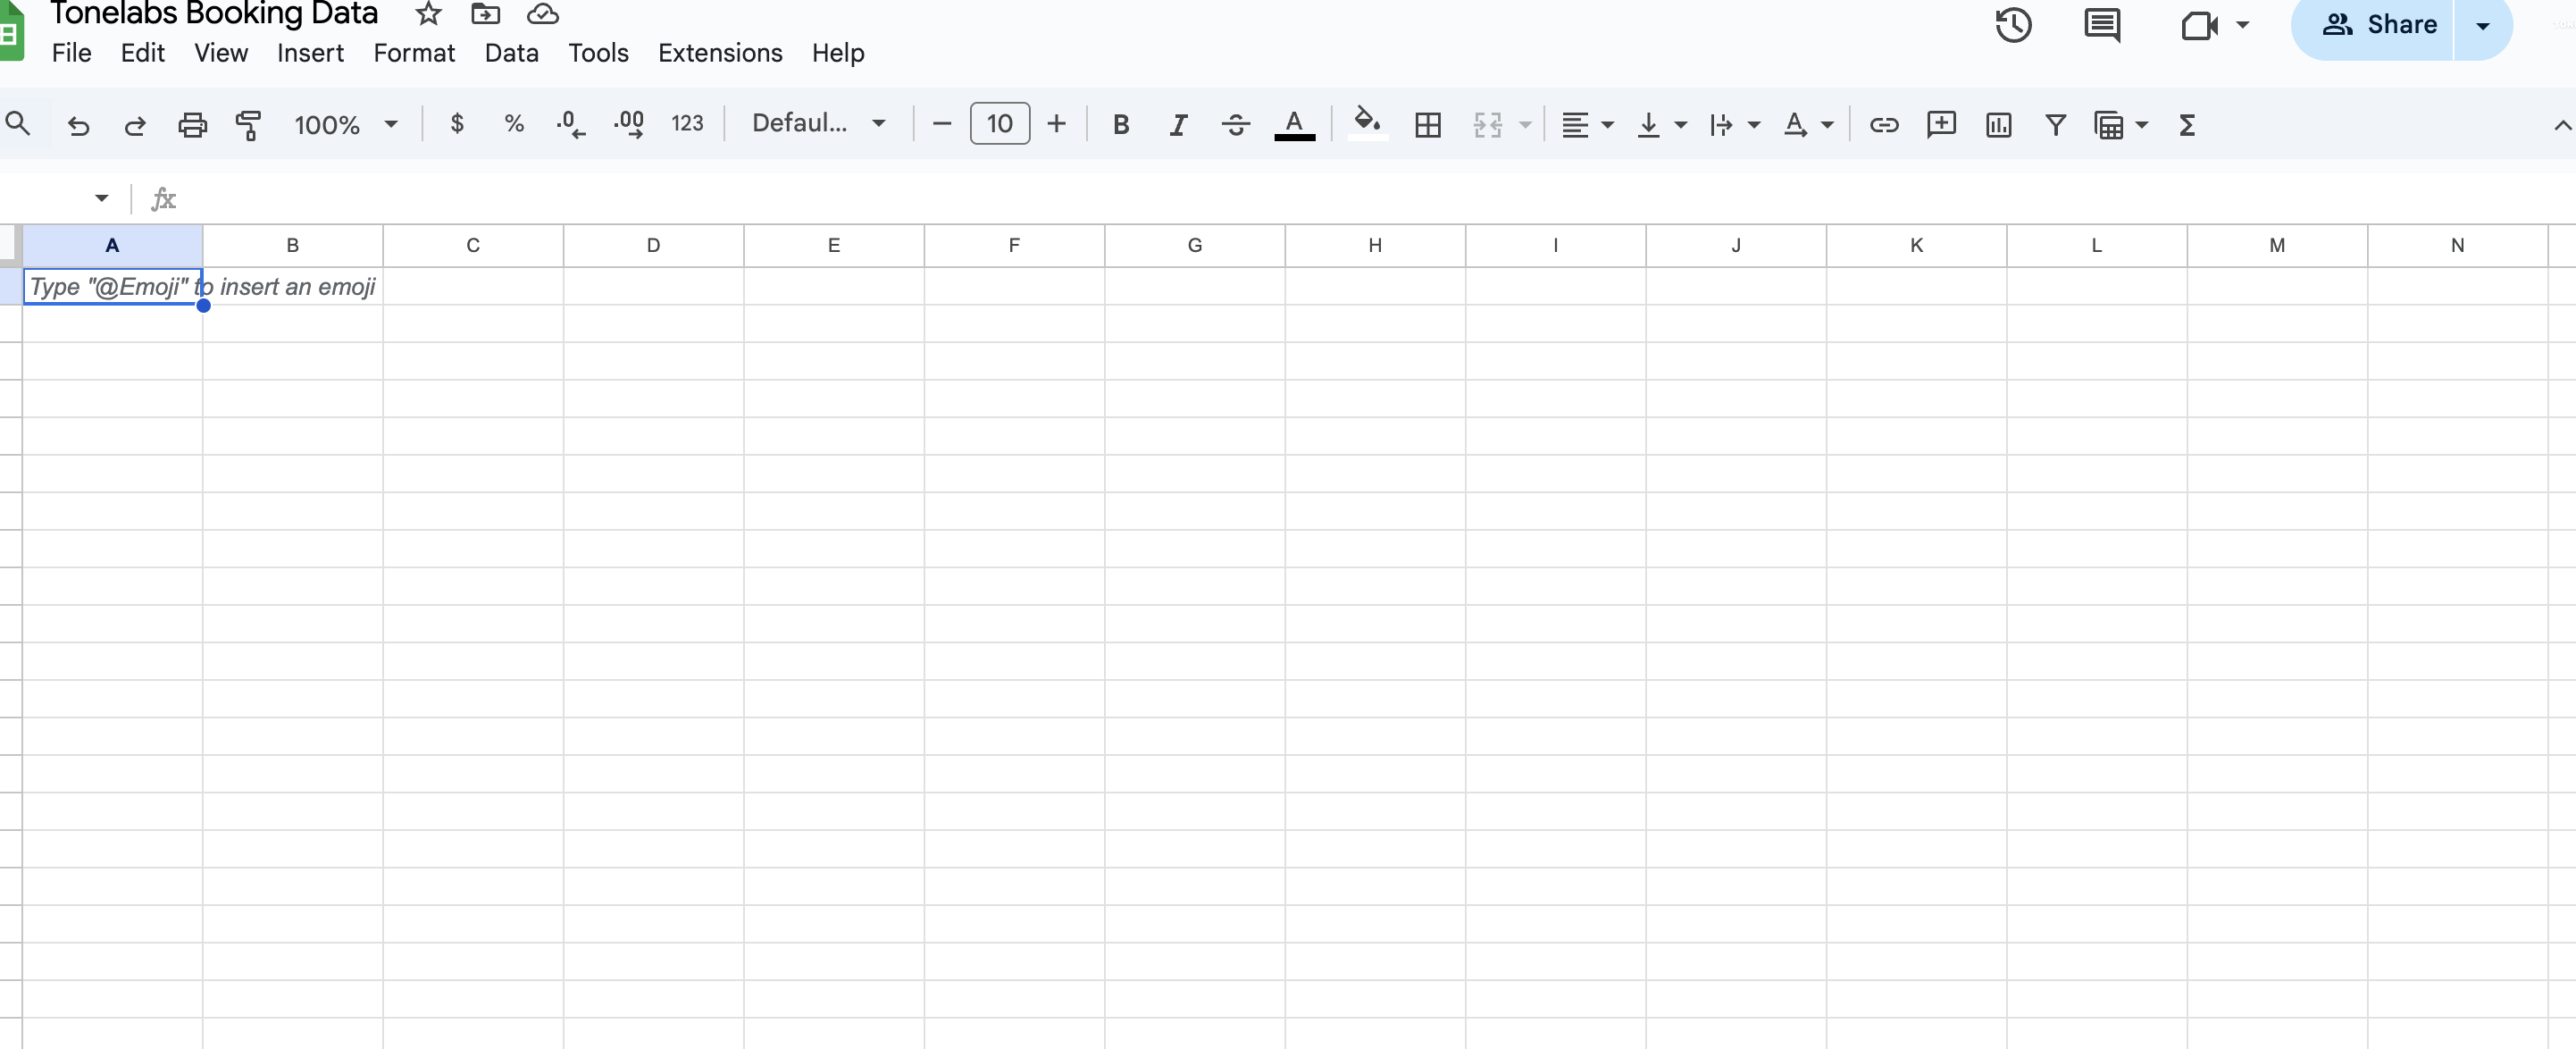 Tonelabs Booking Data
Share
File Edit View Insert Format Data Tools Extensions Help
100% $ % .0 .00 123 Defaul... 10 B I S A A Σ
fx
A B C D E F G H I J K L M N
Type "@Emoji" to insert an emoji